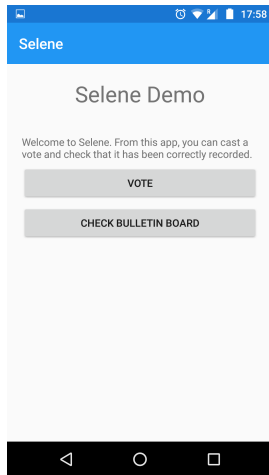 17:58
Selene
Selene Demo
Welcome to Selene. From this app, you can cast a
vote and check that it has been correctly recorded.
VOTE
CHECK BULLETIN BOARD